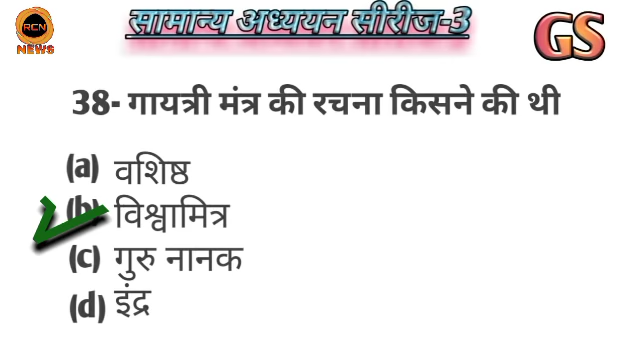 RCN
NEWS
सामान्य अध्ययन सीरीज-3
GS
38- गायत्री मंत्र की रचना किसने की थी
(a) वशिष्ठ
(b) विश्वामित्र
(c) गुरु नानक
(d) इंद्र